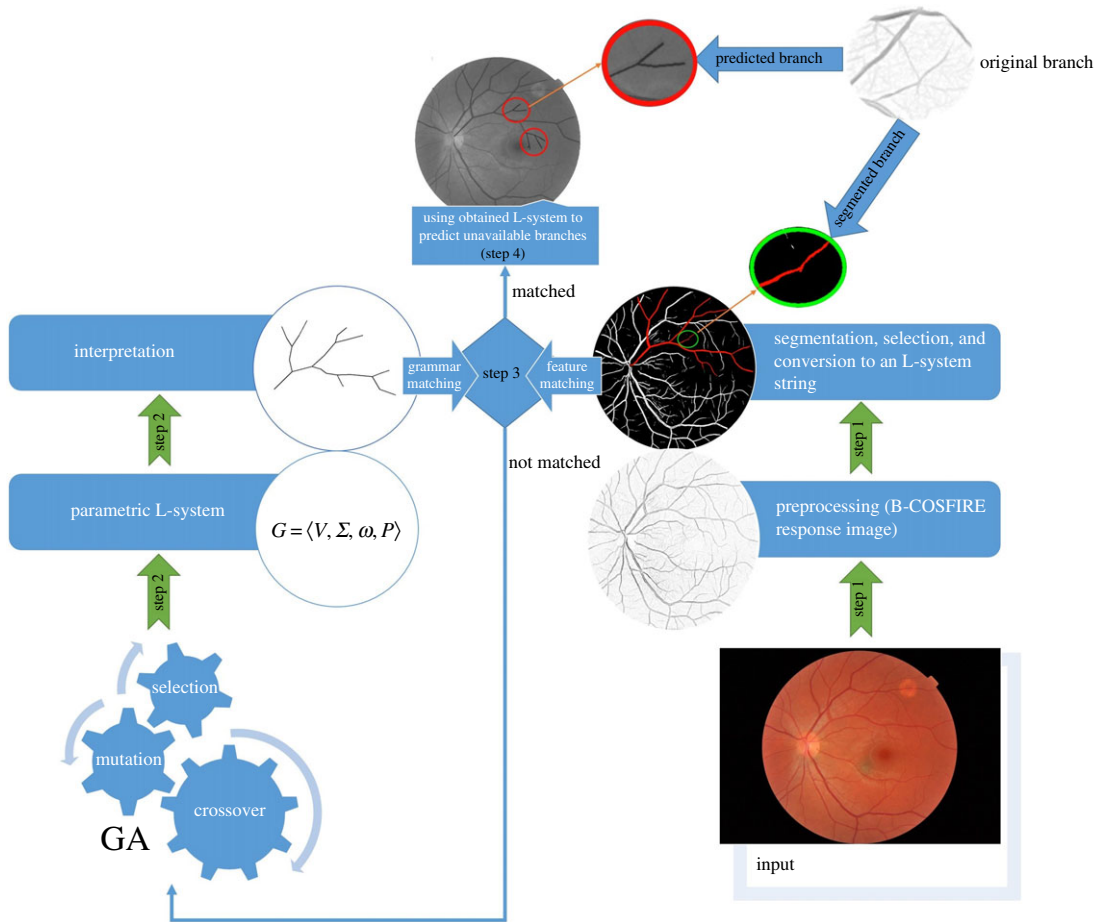 predicted branch
original branch
segmented branch
using obtained L-system to
predict unavailable branches
(step 4)
matched
interpretation
grammar
matching
step 3
feature
matching
segmentation, selection, and
conversion to an L-system
string
step 2
step 1
not matched
parametric L-system
G = ⟨V, Σ, ω, P⟩
preprocessing (B-COSFIRE
response image)
step 2
step 1
selection
mutation
crossover
GA
input